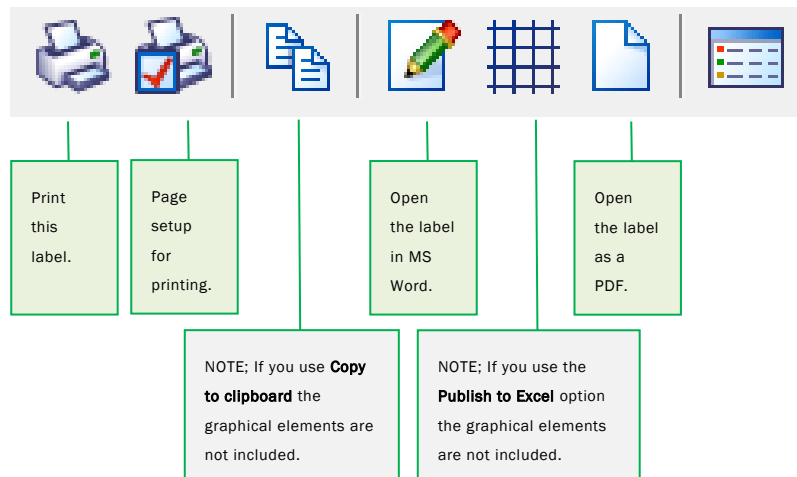 Print
this
label.
Page
setup
for
printing.
Open
the label
in MS
Word.
Open
the label
as a
PDF.
NOTE; If you use Copy
to clipboard the
graphical elements are
not included.
NOTE; If you use the
Publish to Excel option
the graphical elements
are not included.